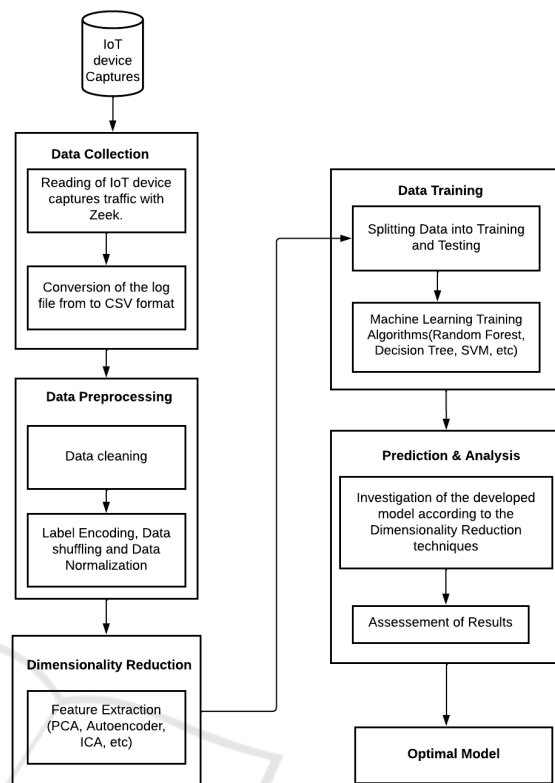 IoT
device
Captures
Data Collection
Reading of IoT device
captures traffic with
Zeek.
Conversion of the log
file from to CSV format
Data Preprocessing
Data cleaning
Label Encoding, Data
shuffling and Data
Normalization
Dimensionality Reduction
Feature Extraction
(PCA, Autoencoder,
ICA, etc)
Data Training
Splitting Data into Training
and Testing
Machine Learning Training
Algorithms(Random Forest,
Decision Tree, SVM, etc)
Prediction & Analysis
Investigation of the developed
model according to the
Dimensionality Reduction
techniques
Assessement of Results
Optimal Model